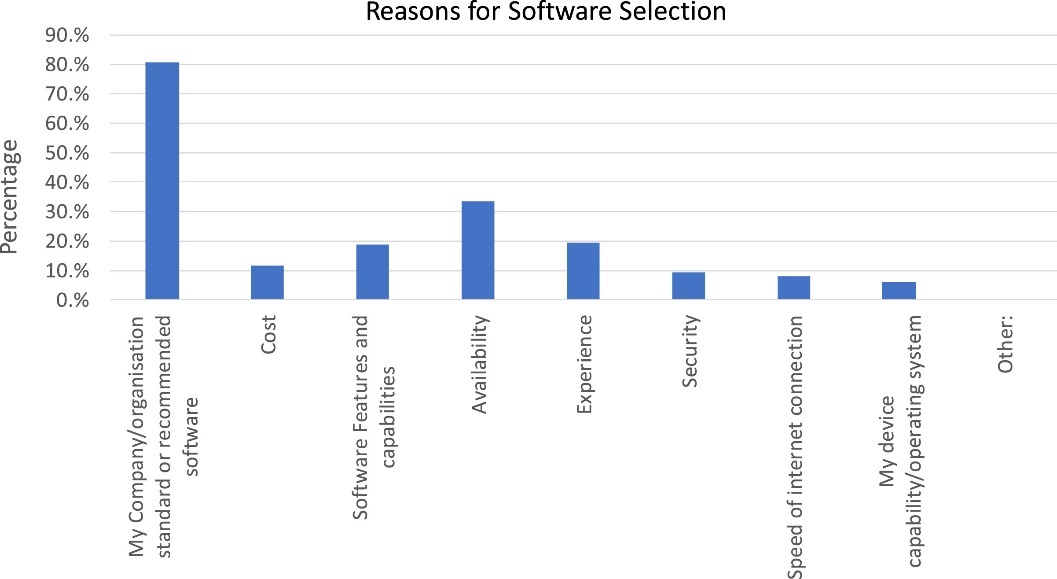 Reasons for Software Selection
Percentage
90.%
80.%
70.%
60.%
50.%
40.%
30.%
20.%
10.%
0.%
My Company/organisation
standard or recommended
software
Cost
Software Features and
capabilities
Availability
Experience
Security
Speed of internet connection
My device
capability/operating system
Other: